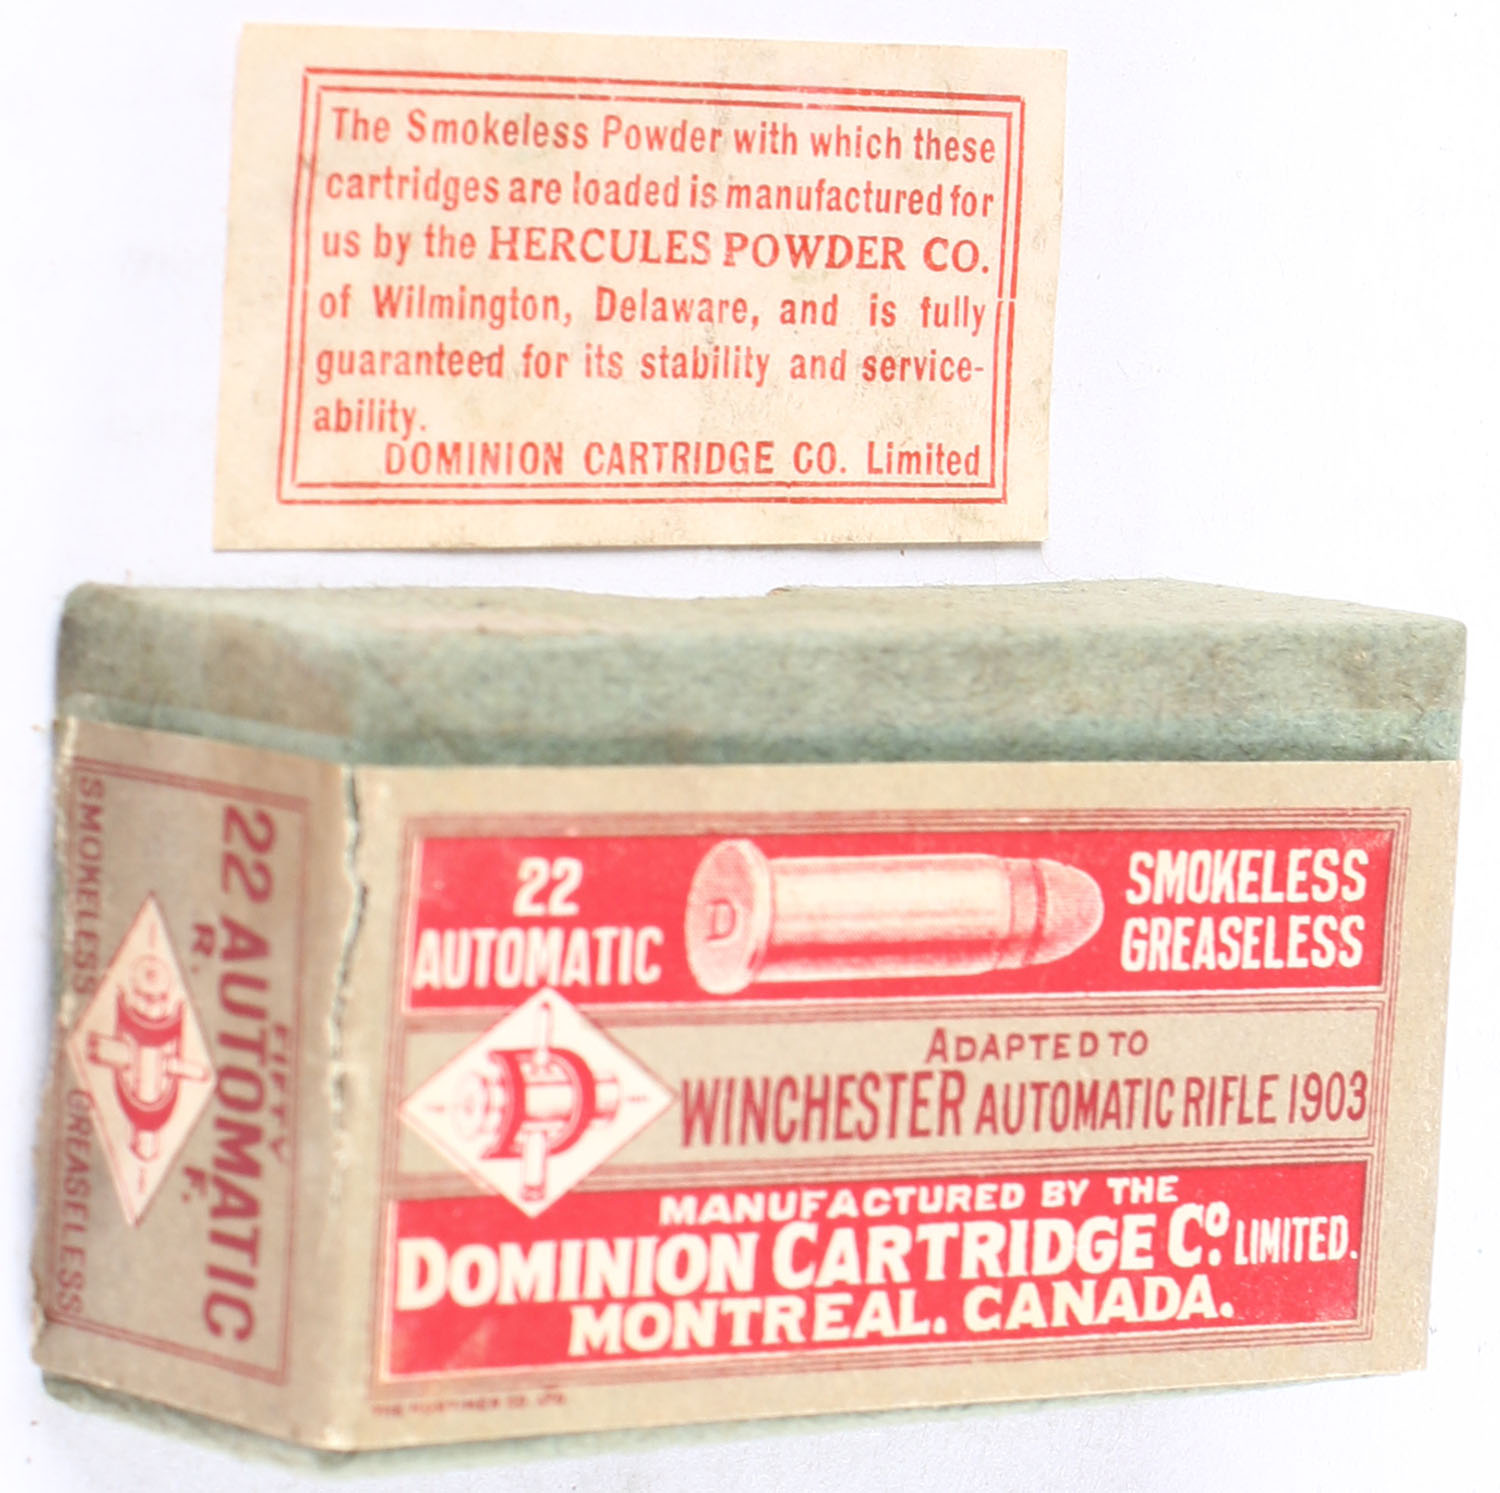 The Smokeless Powder with which these
cartridges are loaded is manufactured for
us by the HERCULES POWDER CO.
of Wilmington, Delaware, and is fully
guaranteed for its stability and service-
ability.
DOMINION CARTRIDGE CO. Limited
22
AUTOMATIC
D
SMOKELESS
GREASELESS
ADAPTED TO
WINCHESTER AUTOMATIC RIFLE 1903
D
MANUFACTURED BY THE
DOMINION CARTRIDGE Co. LIMITED.
MONTREAL. CANADA.
FIFTY
22 AUTOMATIC
R. F.
D
SMOKELESS GREASELESS